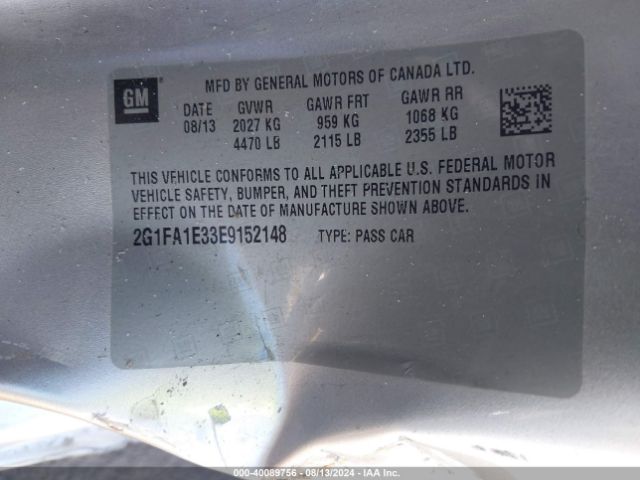 MFD BY GENERAL MOTORS OF CANADA LTD.
GM
DATE GVWR GAWR FRT GAWR RR
08/13 2027 KG 959 KG 1068 KG
4470 LB 2115 LB 2355 LB
THIS VEHICLE CONFORMS TO ALL APPLICABLE U.S. FEDERAL MOTOR
VEHICLE SAFETY, BUMPER, AND THEFT PREVENTION STANDARDS IN
EFFECT ON THE DATE OF MANUFACTURE SHOWN ABOVE.
2G1FA1E33E9152148 TYPE: PASS CAR
000-40089756 - 08/13/2024 - IAA Inc.